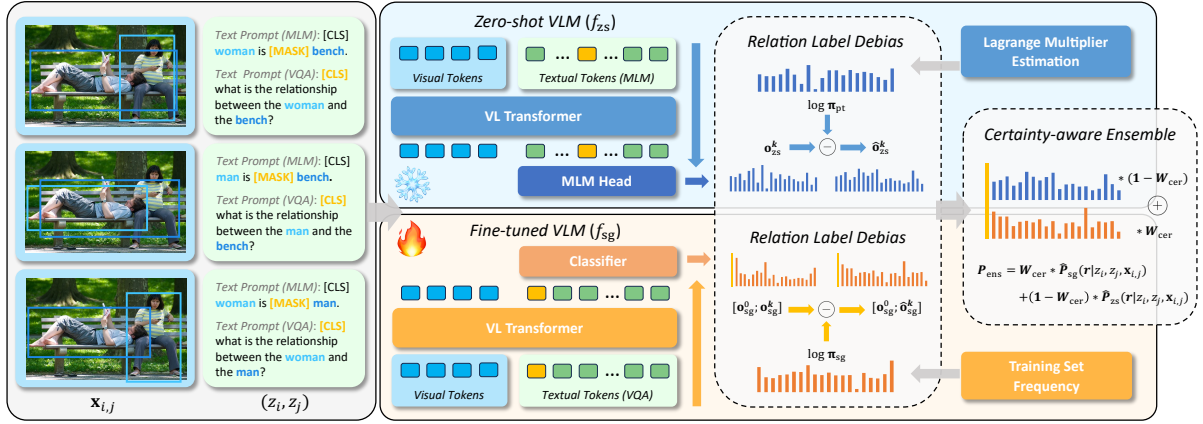 Text Prompt (MLM): [CLS]
woman is [MASK] bench.
Text Prompt (VQA): [CLS]
what is the relationship
between the woman and
the bench?
Text Prompt (MLM): [CLS]
man is [MASK] bench.
Text Prompt (VQA): [CLS]
what is the relationship
between the man and the
bench?
Text Prompt (MLM): [CLS]
woman is [MASK] man.
Text Prompt (VQA): [CLS]
what is the relationship
between the woman and
the man?
x_{i,j}
(z_i, z_j)
Zero-shot VLM (f_zs)
...
...
Visual Tokens
Textual Tokens (MLM)
VL Transformer
...
...
MLM Head
Fine-tuned VLM (f_sg)
Classifier
...
VL Transformer
...
Visual Tokens
Textual Tokens (VQA)
Relation Label Debias
log π_pt
o^k_zs
−
ô^k_zs
Relation Label Debias
[o^0_sg; o^k_sg]
−
[o^0_sg; ô^k_sg]
log π_sg
Lagrange Multiplier
Estimation
Certainty-aware Ensemble
* (1 − W_cer)
+
* W_cer
P_ens = W_cer * P̂_sg(r|z_i, z_j, x_{i,j})
+(1 − W_cer) * P̂_zs(r|z_i, z_j, x_{i,j})
Training Set
Frequency